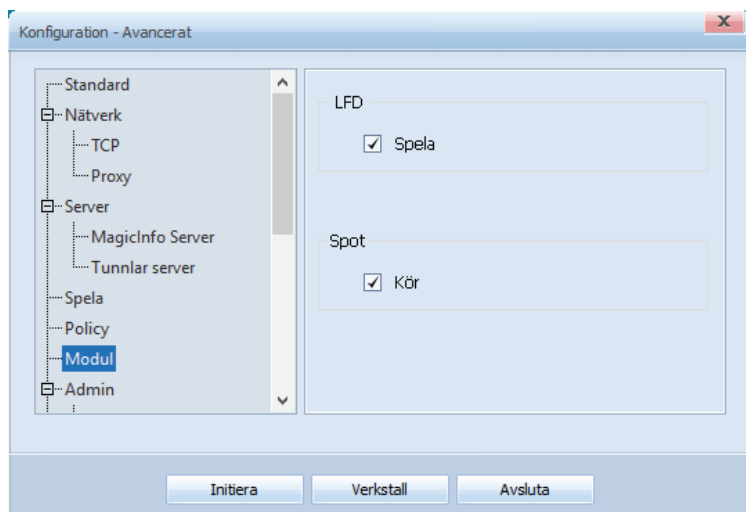 Konfiguration - Avancerat
Standard
Nätverk
TCP
Proxy
Server
MagicInfo Server
Tunnlar server
Spela
Policy
Modul
Admin
LFD
Spela
Spot
Kör
Initiera
Verkstall
Avsluta